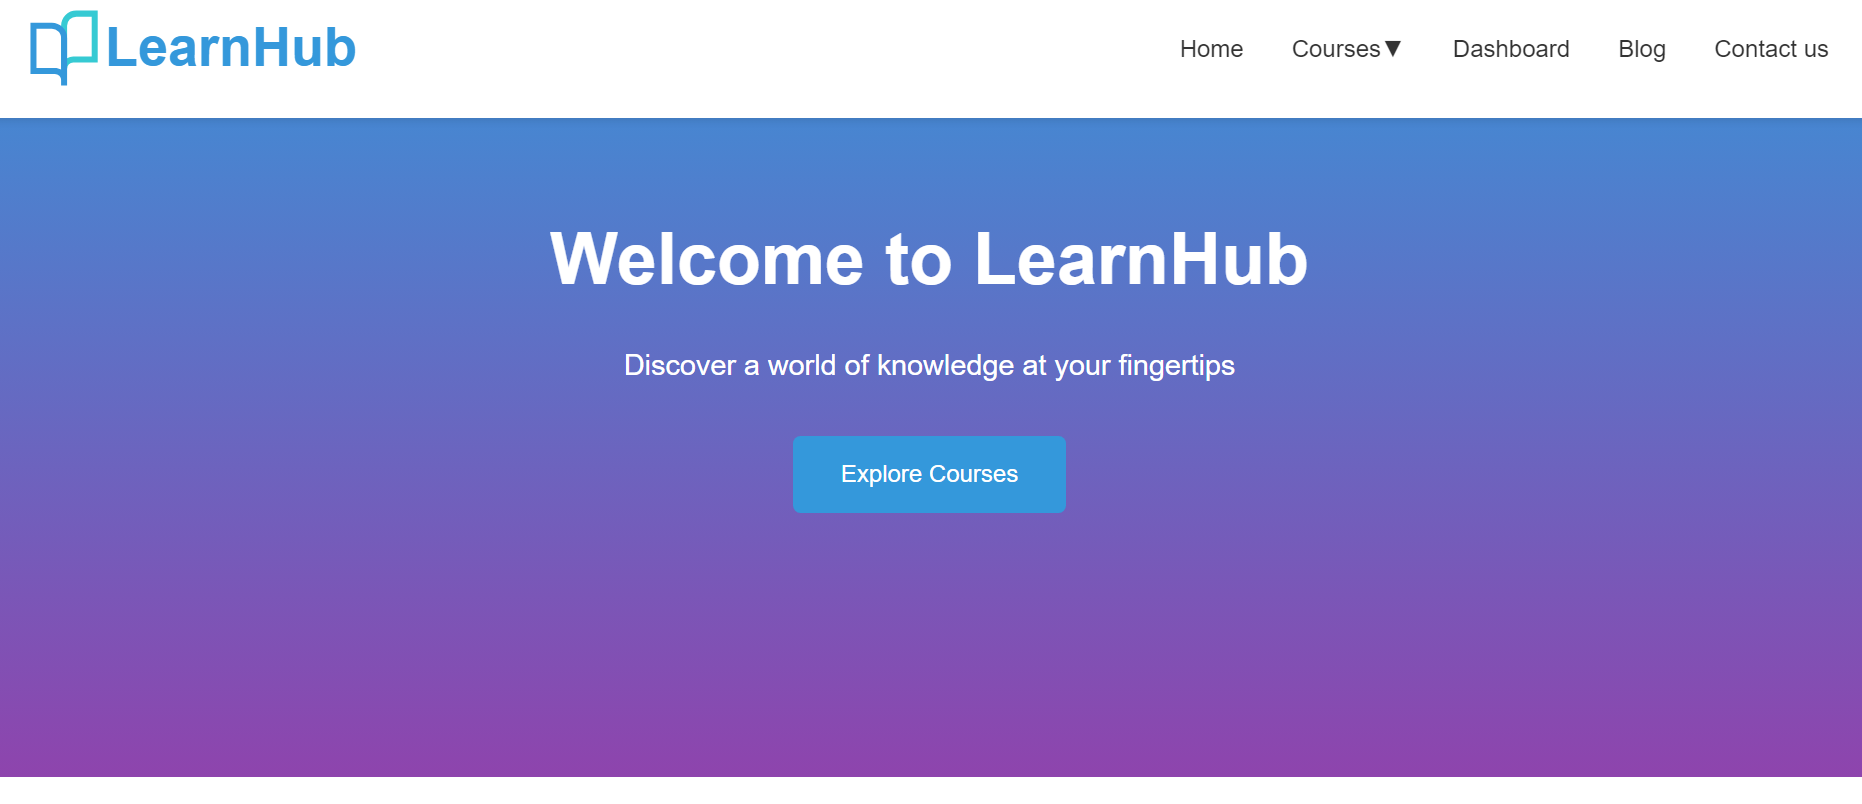 LearnHub
Home Courses▼ Dashboard Blog Contact us
Welcome to LearnHub
Discover a world of knowledge at your fingertips
Explore Courses